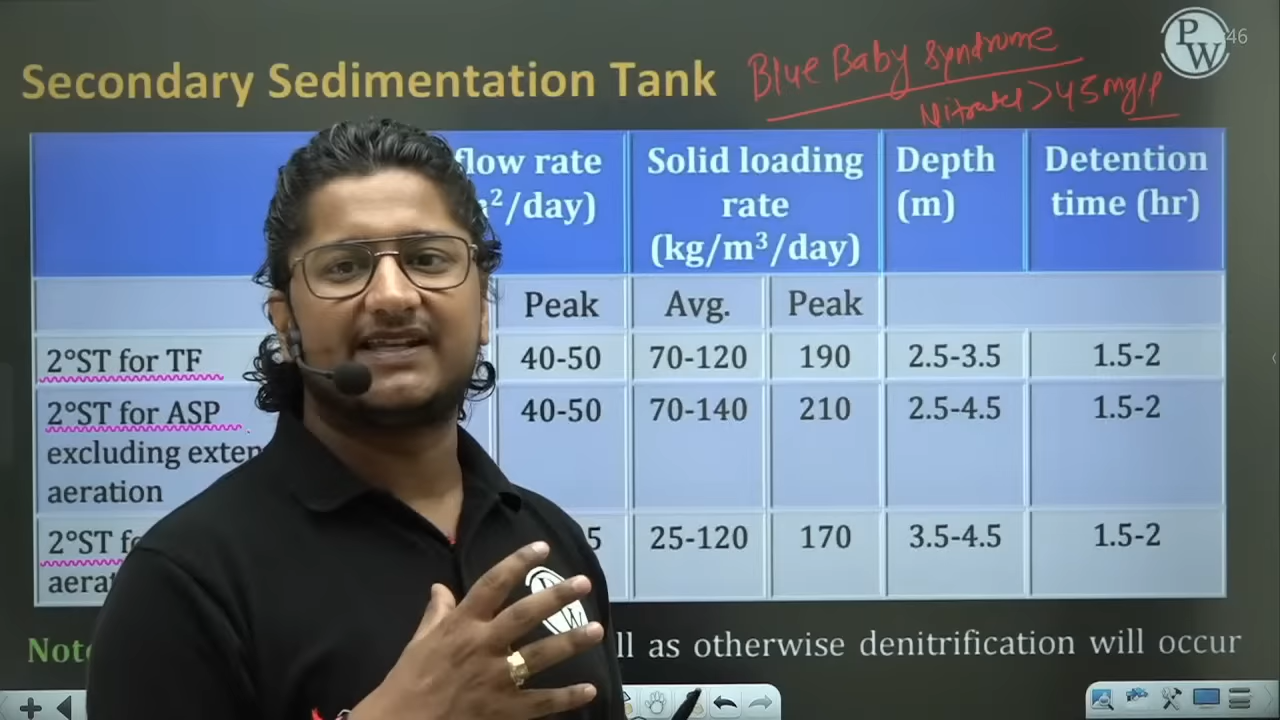 Secondary Sedimentation Tank
Blue Baby Syndrome
Nitrate > 45 mg/l
PW
46
flow rate
²/day)
Solid loading
rate
(kg/m³/day)
Depth
(m)
Detention
time (hr)
Peak Avg. Peak
2°ST for TF 40-50 70-120 190 2.5-3.5 1.5-2
2°ST for ASP 40-50 70-140 210 2.5-4.5 1.5-2
excluding exten
aeration
2°ST fo 5 25-120 170 3.5-4.5 1.5-2
aerat
Note ll as otherwise denitrification will occur
PW